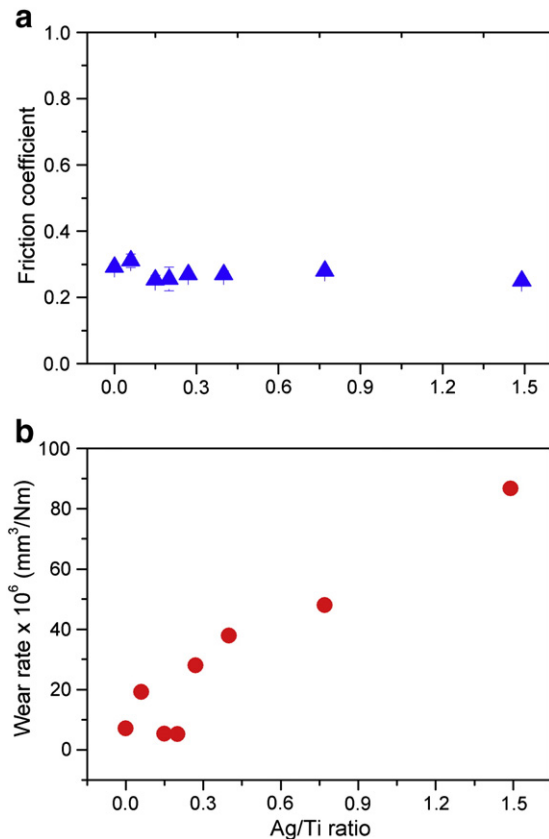 a
1.0
0.8
0.6
0.4
0.2
0.0
Friction coefficient
0.0 0.3 0.6 0.9 1.2 1.5
b
100
80
60
40
20
0
Wear rate x 10⁶ (mm³/Nm)
0.0 0.3 0.6 0.9 1.2 1.5
Ag/Ti ratio